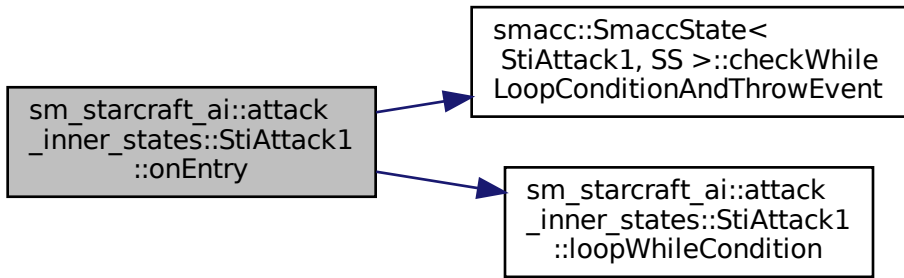 sm_starcraft_ai::attack
_inner_states::StiAttack1
::onEntry
smacc::SmaccState<
StiAttack1, SS >::checkWhile
LoopConditionAndThrowEvent
sm_starcraft_ai::attack
_inner_states::StiAttack1
::loopWhileCondition